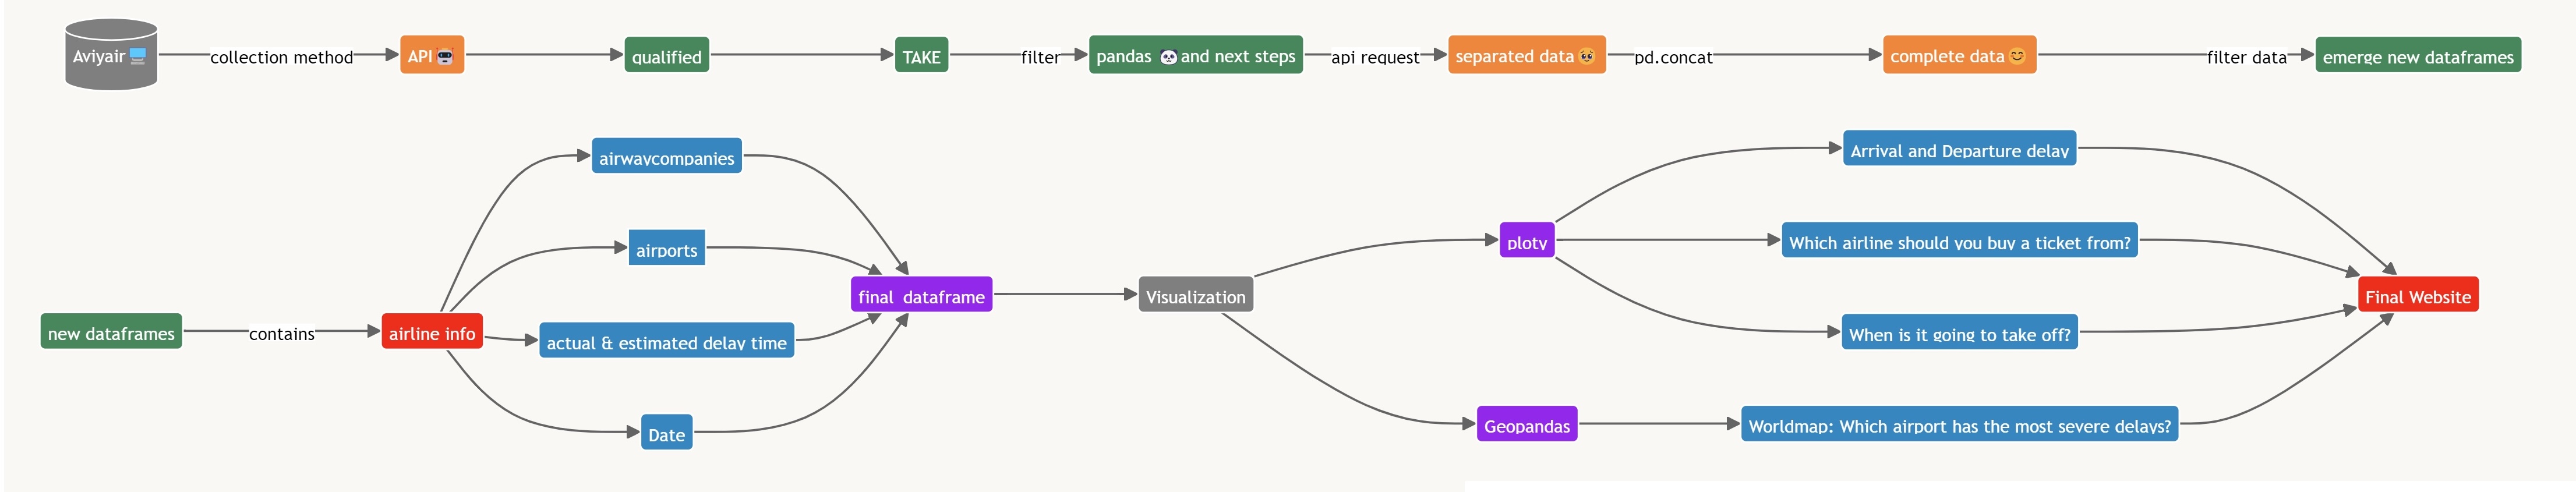 Aviyair
collection method
API
qualified
TAKE
filter
pandas and next steps
api request
separated data
pd.concat
complete data
filter data
emerge new dataframes
new dataframes
contains
airline info
airwaycompanies
airports
actual & estimated delay time
Date
final dataframe
Visualization
ploty
Geopandas
Arrival and Departure delay
Which airline should you buy a ticket from?
When is it going to take off?
Worldmap: Which airport has the most severe delays?
Final Website